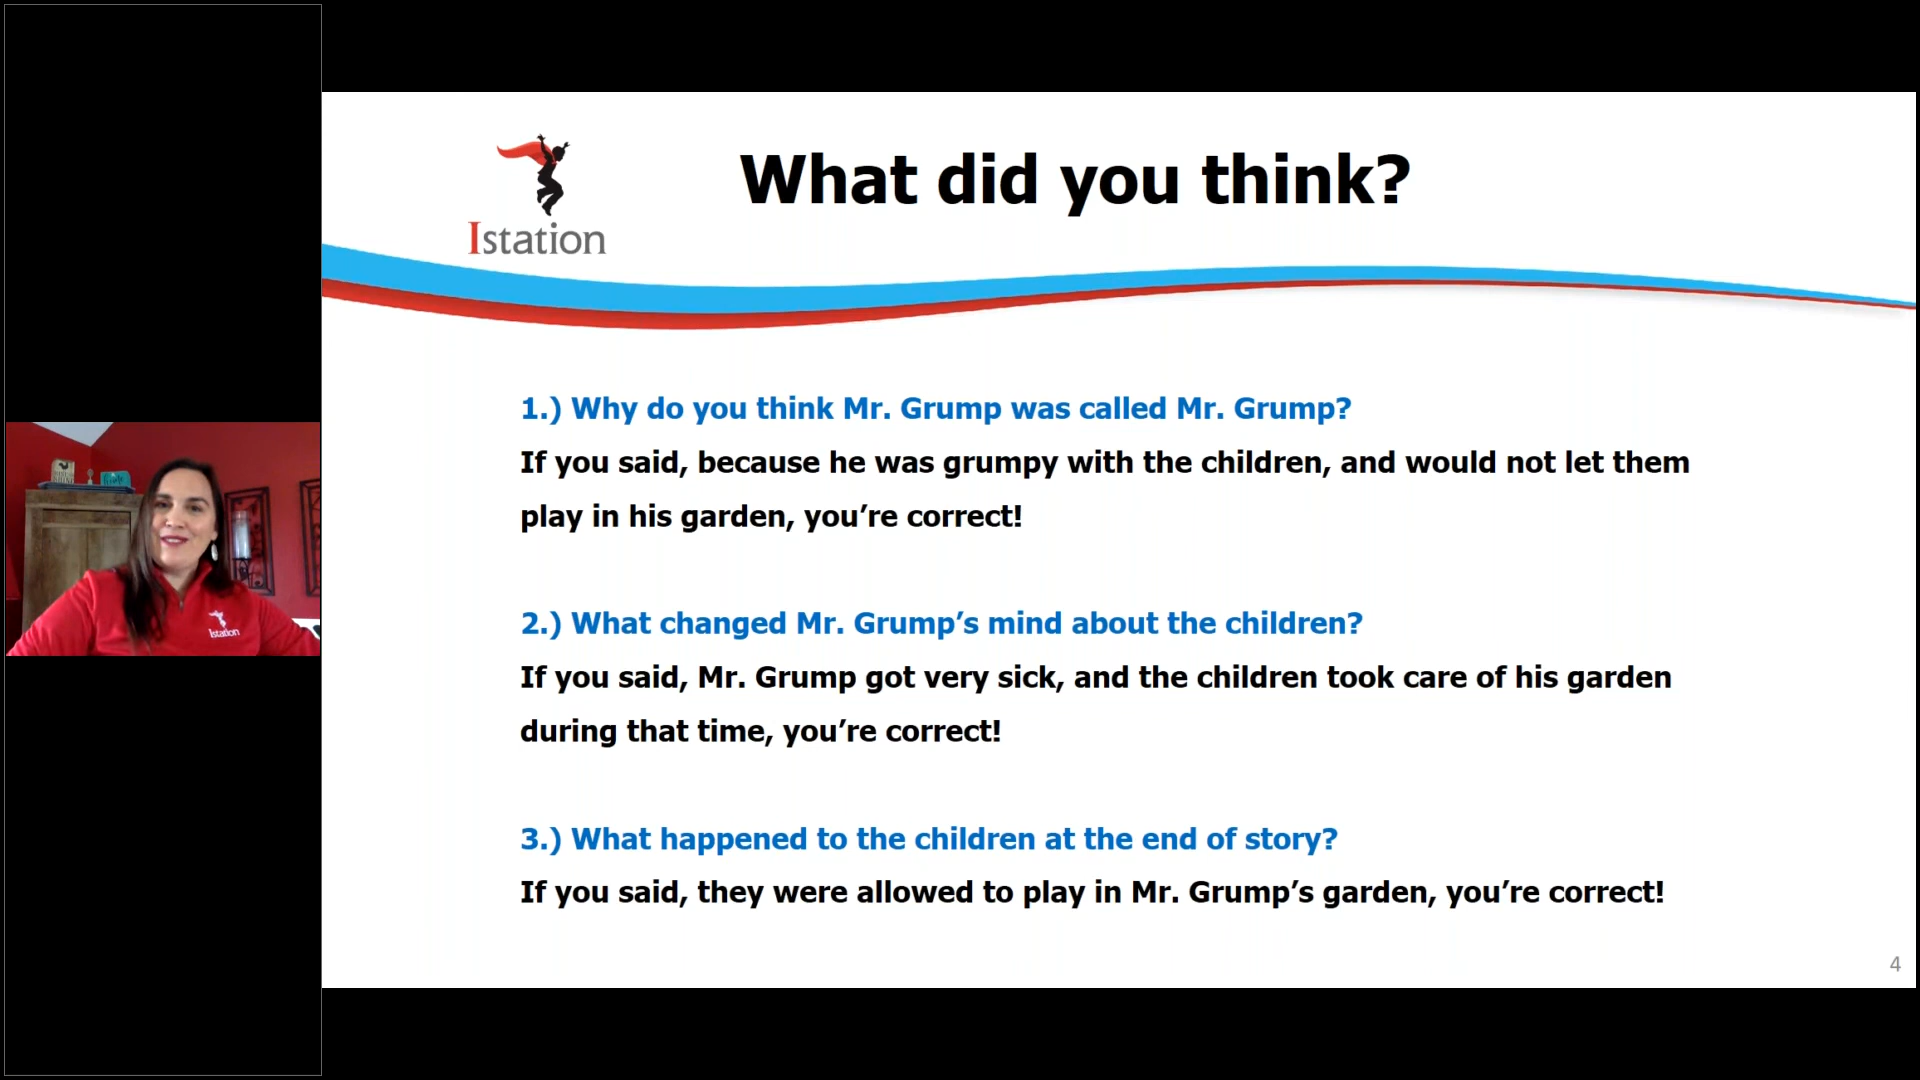 What did you think?
Istation
1.) Why do you think Mr. Grump was called Mr. Grump?
If you said, because he was grumpy with the children, and would not let them
play in his garden, you’re correct!
2.) What changed Mr. Grump’s mind about the children?
If you said, Mr. Grump got very sick, and the children took care of his garden
during that time, you’re correct!
3.) What happened to the children at the end of story?
If you said, they were allowed to play in Mr. Grump’s garden, you’re correct!
4
Istation